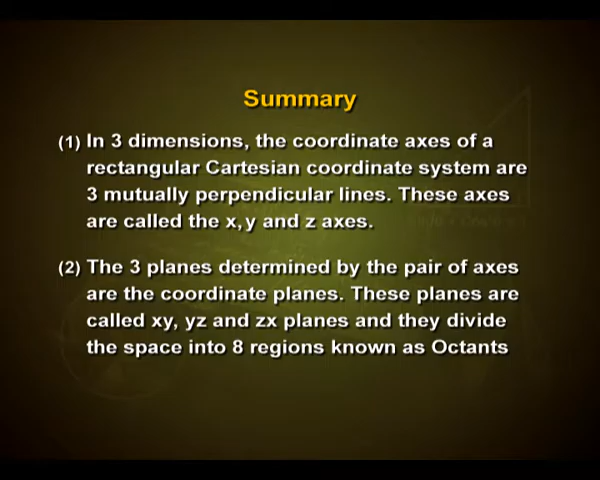 Summary
(1) In 3 dimensions, the coordinate axes of a
rectangular Cartesian coordinate system are
3 mutually perpendicular lines. These axes
are called the x, y and z axes.
(2) The 3 planes determined by the pair of axes
are the coordinate planes. These planes are
called xy, yz and zx planes and they divide
the space into 8 regions known as Octants